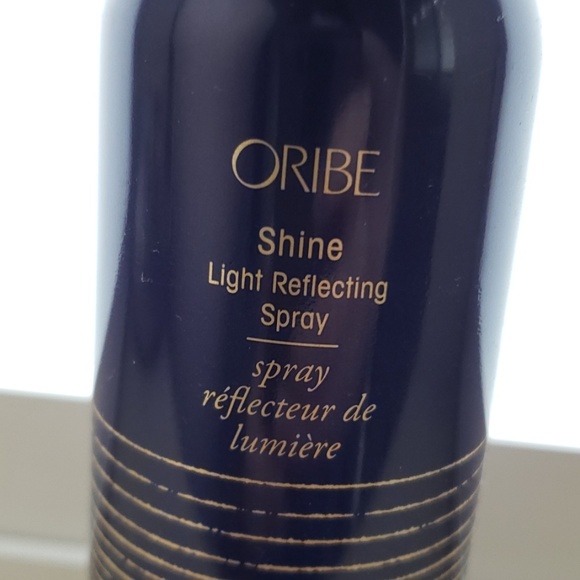 ORIBE
Shine
Light Reflecting
Spray
spray
réflecteur de
lumière